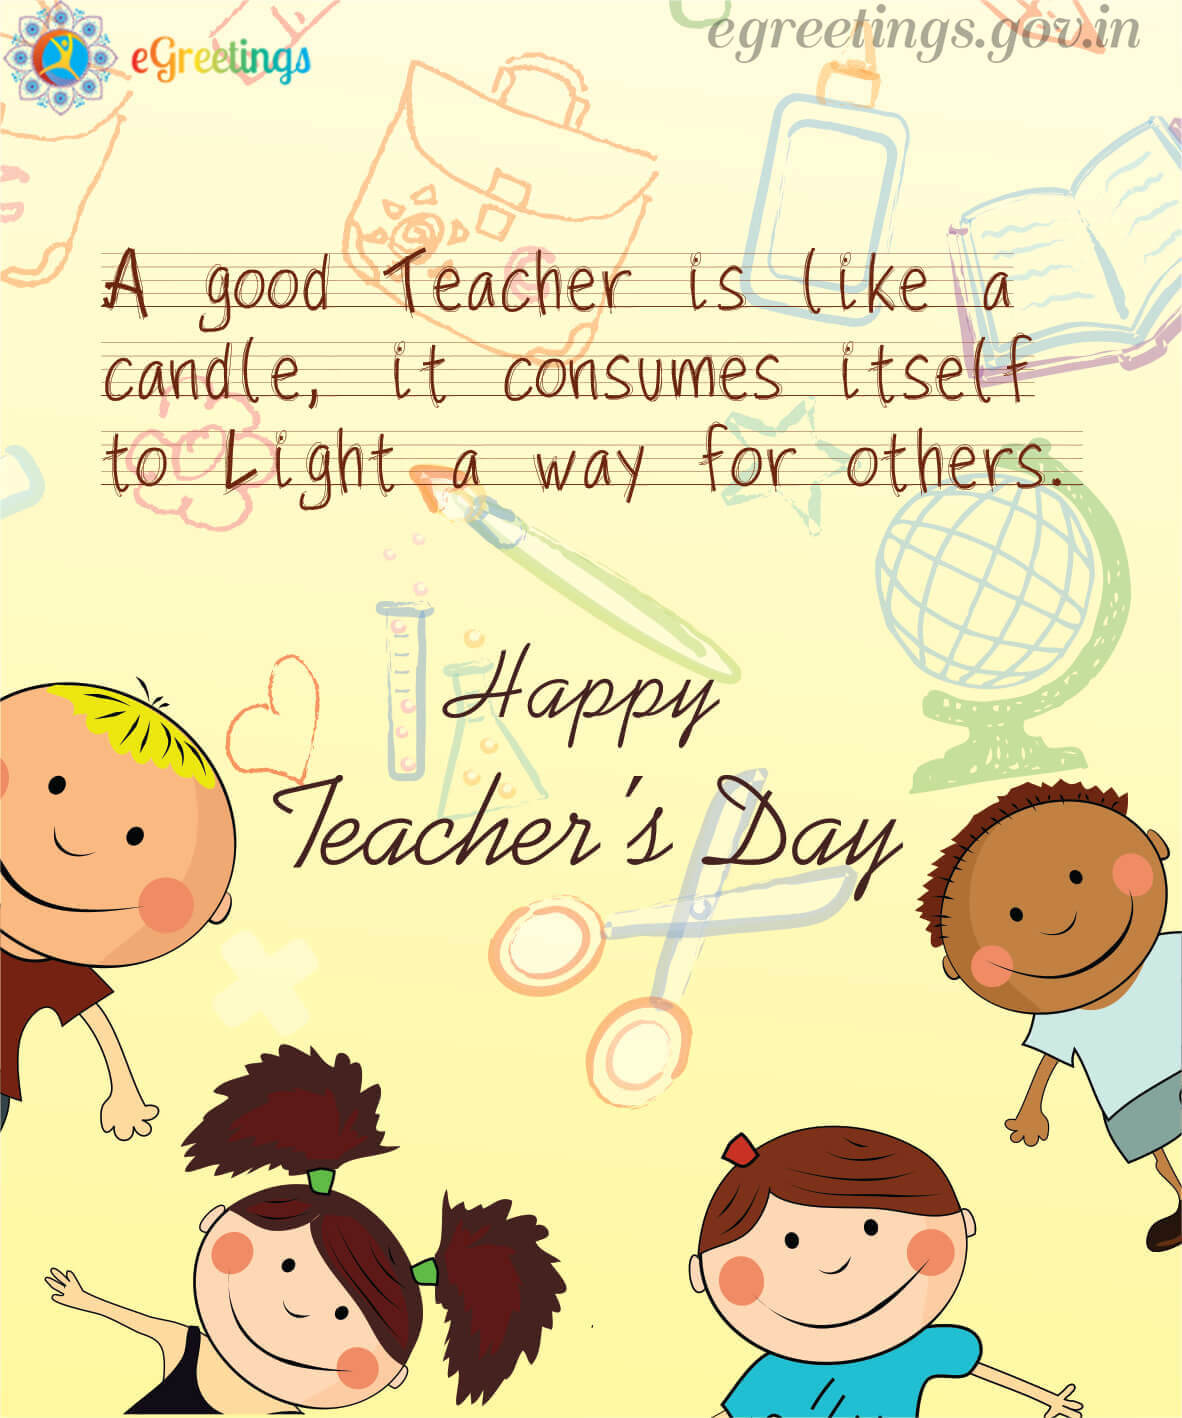 eGreetings
egreetings.gov.in
A good Teacher is like a
candle, it consumes itself
to Light a way for others.
Happy
Teacher's Day